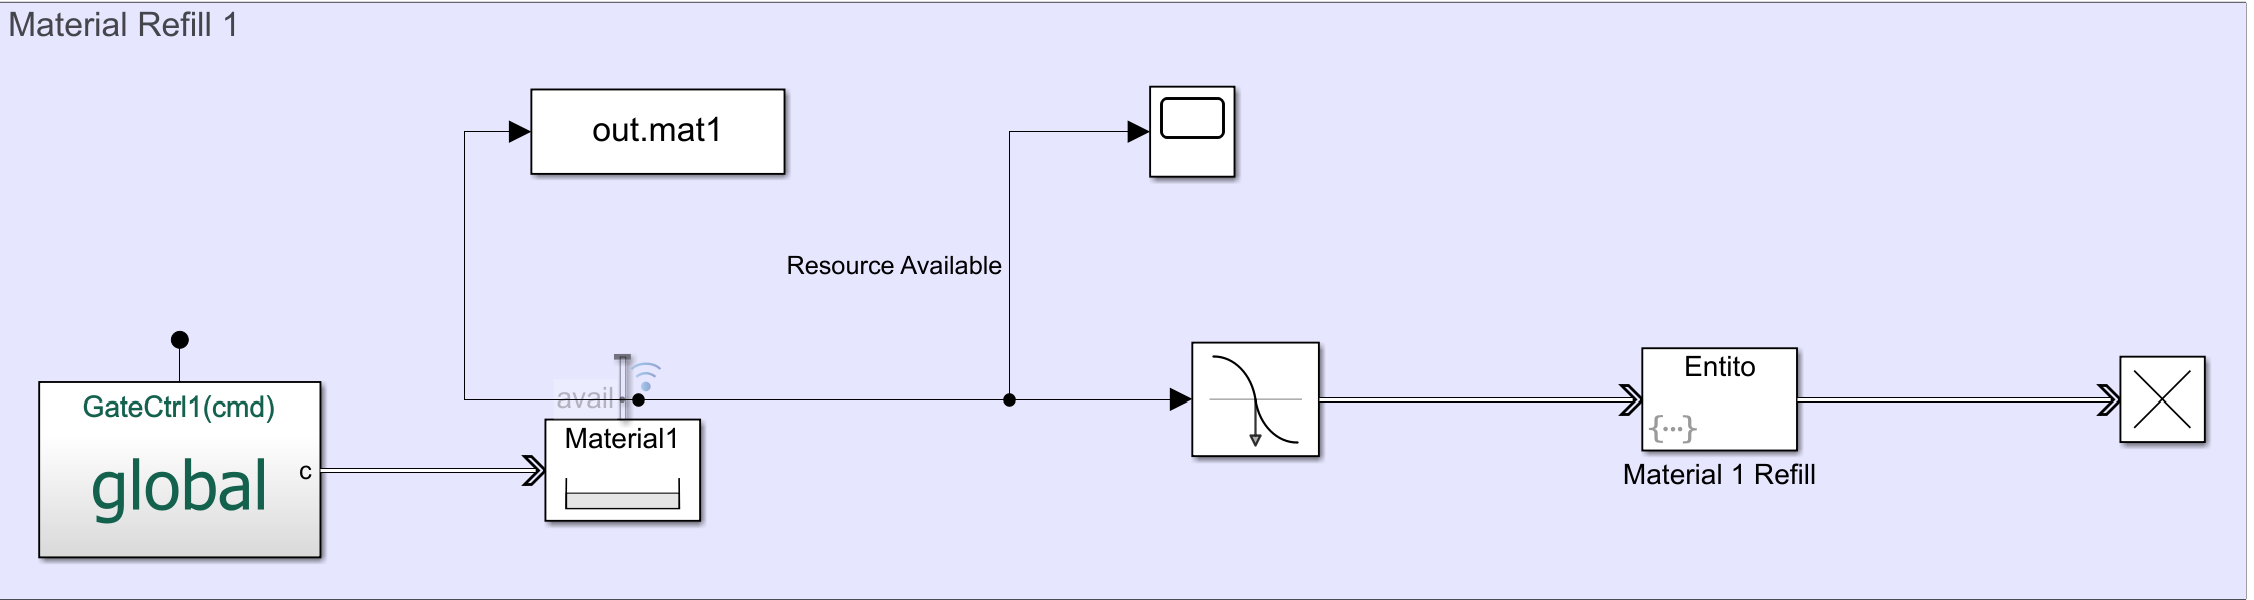 Material Refill 1
out.mat1
Resource Available
GateCtrl1(cmd)
global
c
avail
Material1
Entito
{...}
Material 1 Refill